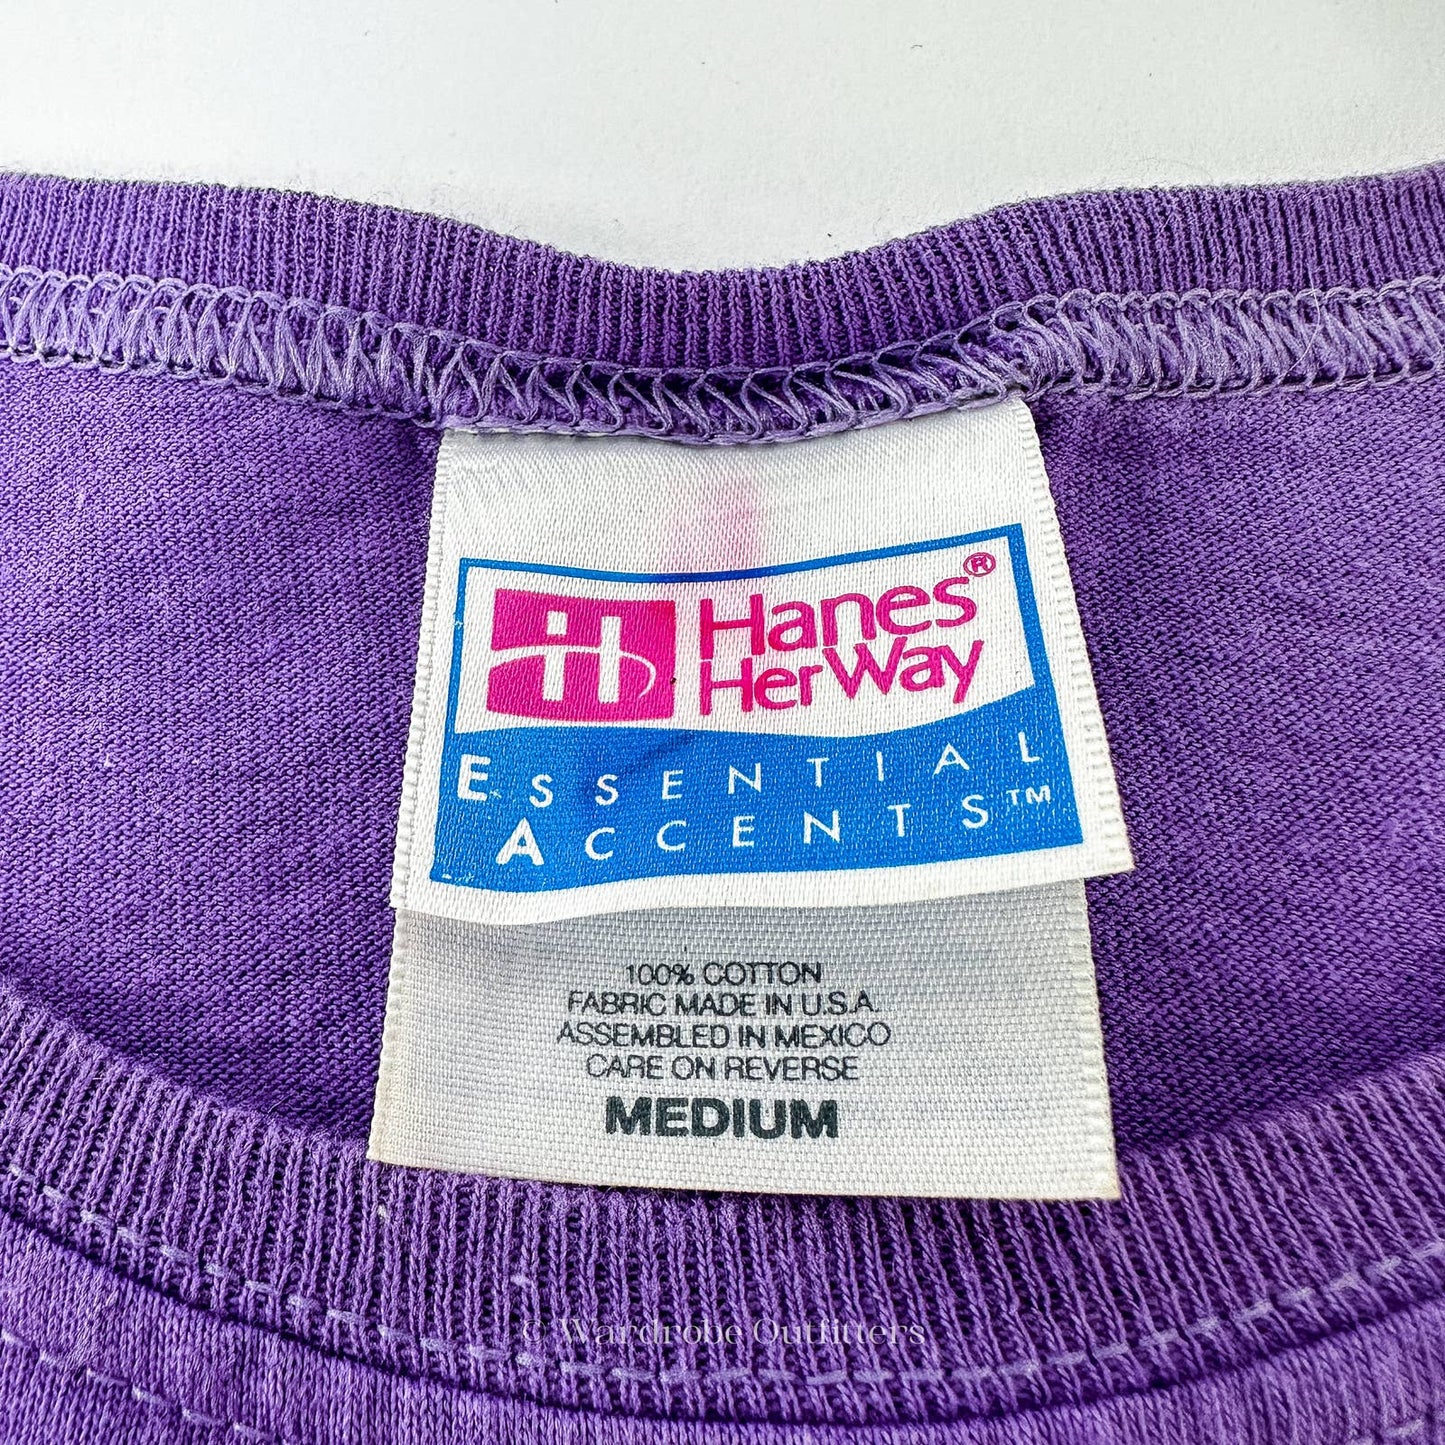 Hanes®
Her Way
ESSENTIAL
ACCENTS™
100% COTTON
FABRIC MADE IN U.S.A.
ASSEMBLED IN MEXICO
CARE ON REVERSE
MEDIUM
© Wardrobe Outfitters